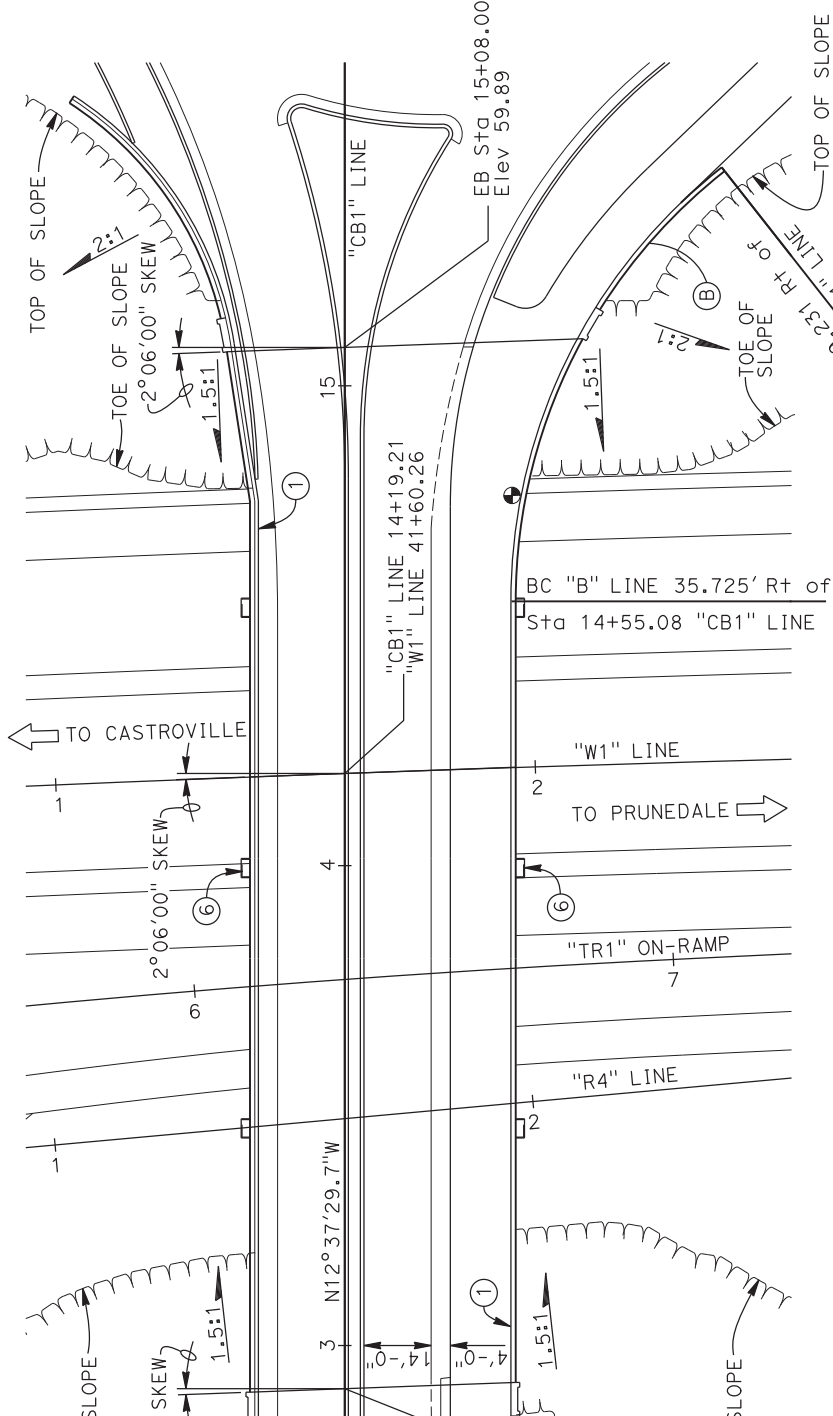 TOP OF SLOPE
EB Sta 15+08.00
Elev 59.89
TOP OF SLOPE
"CB1" LINE
2:1
TOE OF SLOPE
2°06'00" SKEW
1.5:1
15
B
.231 Rt of
1" LINE
2:1
TOE OF
SLOPE
1.5:1
TOP OF SLOPE
1
"CB1" LINE 14+19.21
"W1" LINE 41+60.26
BC "B" LINE 35.725' Rt of
Sta 14+55.08 "CB1" LINE
TO CASTROVILLE
"W1" LINE
1
2
TO PRUNEDALE
2°06'00" SKEW
4
6
6
"TR1" ON-RAMP
6
7
"R4" LINE
1
2
N12°37'29.7"W
1.5:1
3
14'-0"
4'-0"
1
1.5:1
SLOPE
SKEW
SLOPE